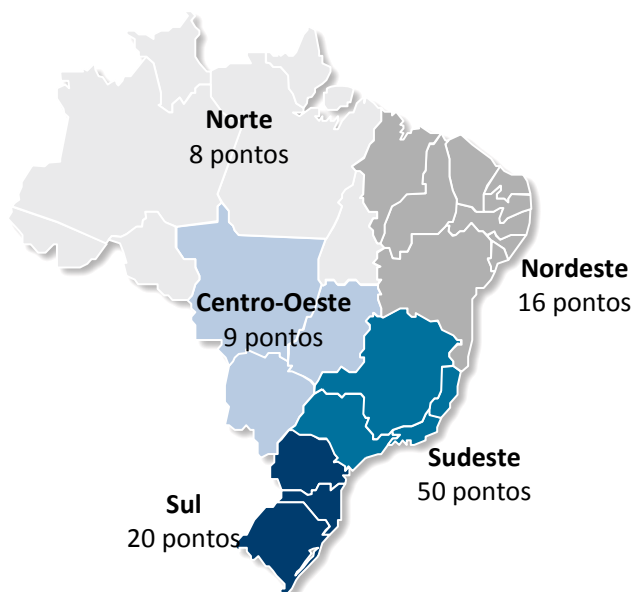 Norte
8 pontos
Nordeste
16 pontos
Centro-Oeste
9 pontos
Sudeste
50 pontos
Sul
20 pontos